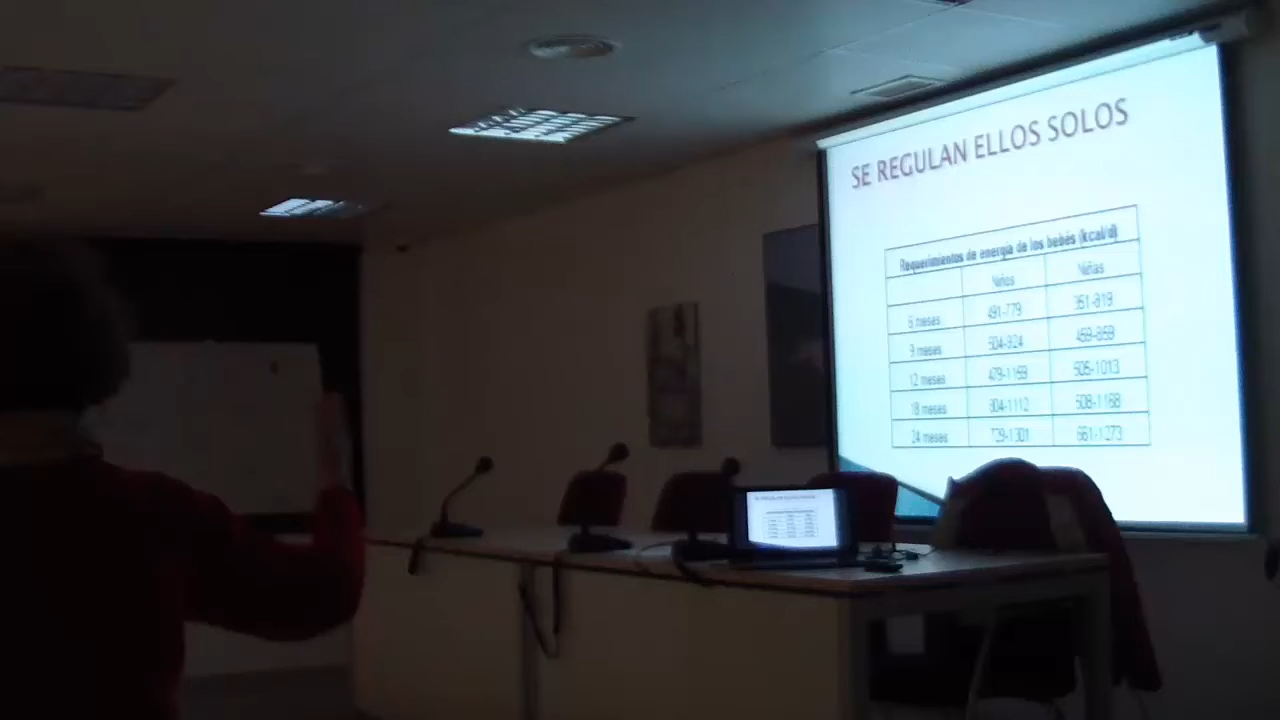 SE REGULAN ELLOS SOLOS
Requerimientos de energía de los bebés (kcal/d)
Niños Niñas
6 meses 491-779 351-819
9 meses 504-924 459-859
12 meses 479-1159 505-1013
18 meses 804-1112 508-1168
24 meses 729-1301 661-1273